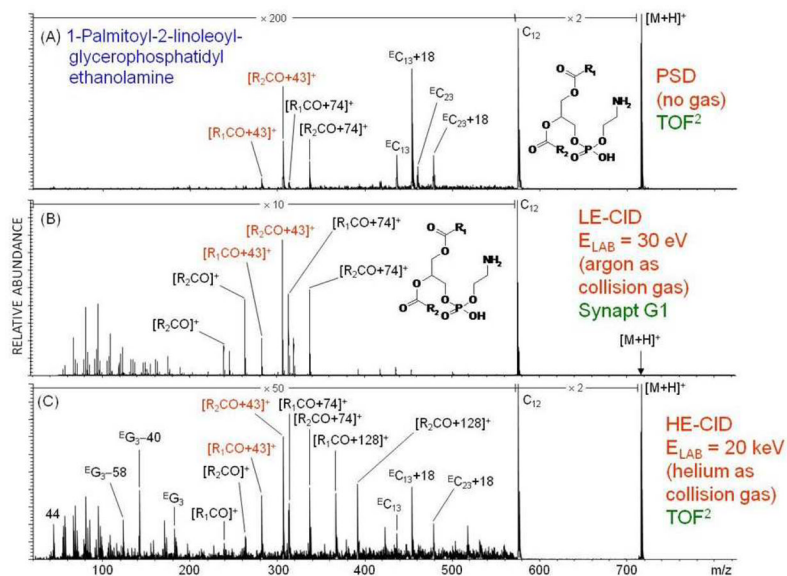 × 200
× 2
[M+H]⁺
(A)
1-Palmitoyl-2-linoleoyl-
glycerophosphatidyl
ethanolamine
[R₂CO+43]⁺
[R₁CO+74]⁺
[R₁CO+43]⁺
[R₂CO+74]⁺
ᴱC₁₃+18
ᴱC₂₃
ᴱC₂₃+18
ᴱC₁₃
C₁₂
O
R₁
O
O
NH₂
O
O
R₂
O
P
O
OH
PSD
(no gas)
TOF²
RELATIVE ABUNDANCE
× 10
(B)
[R₂CO+43]⁺
[R₁CO+74]⁺
[R₁CO+43]⁺
[R₂CO+74]⁺
[R₂CO]⁺
[R₂CO]⁺
C₁₂
O
R₁
O
O
NH₂
O
O
R₂
O
P
O
OH
LE-CID
E_LAB = 30 eV
(argon as
collision gas)
Synapt G1
[M+H]⁺
× 50
× 2
[M+H]⁺
(C)
[R₂CO+43]⁺
[R₁CO+74]⁺
[R₂CO+74]⁺
[R₁CO+128]⁺
[R₂CO+128]⁺
[R₁CO+43]⁺
[R₂CO]⁺
[R₁CO]⁺
ᴱG₃–40
ᴱG₃–58
ᴱG₃
44
ᴱC₁₃+18
ᴱC₁₃
ᴱC₂₃+18
C₁₂
HE-CID
E_LAB = 20 keV
(helium as
collision gas)
TOF²
100 200 300 400 500 600 700 m/z